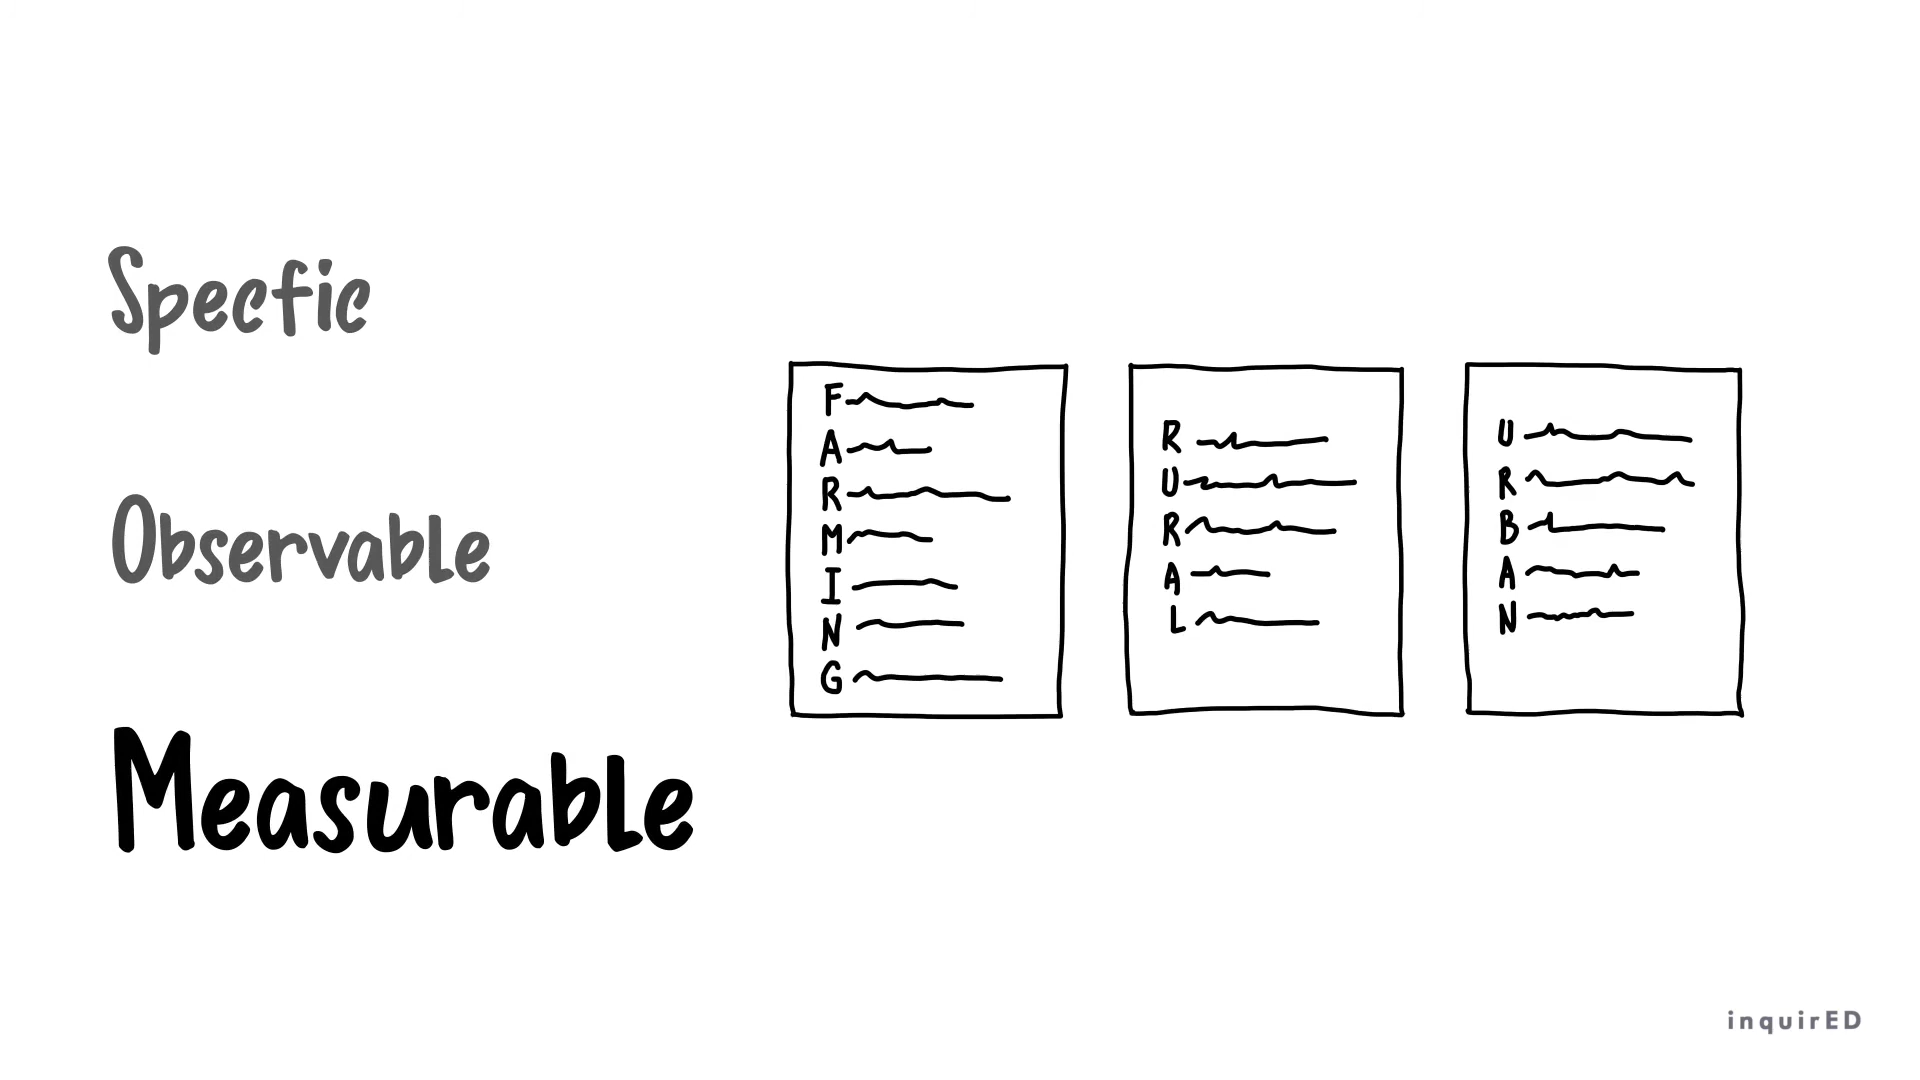 Specfic
Observable
Measurable
F
A
R
M
I
N
G
R
U
R
A
L
U
R
B
A
N
inquirED